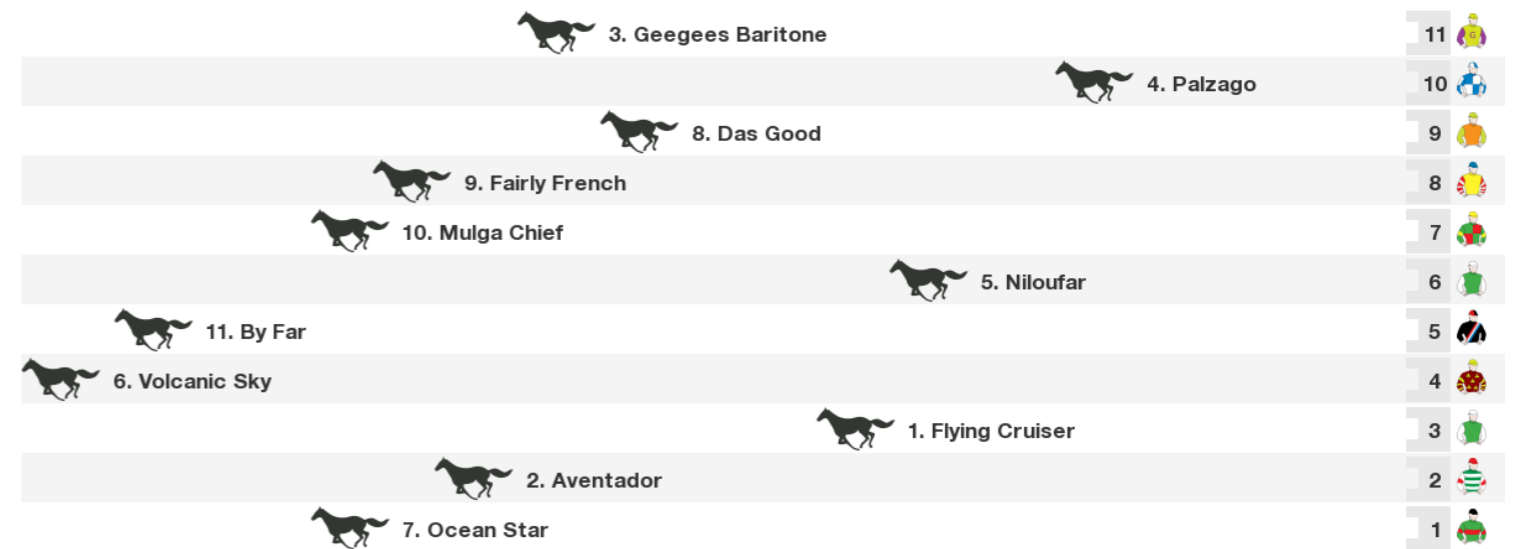 3. Geegees Baritone 11 G
4. Palzago 10
8. Das Good 9
9. Fairly French 8
10. Mulga Chief 7
5. Niloufar 6
11. By Far 5
6. Volcanic Sky 4
1. Flying Cruiser 3
2. Aventador 2
7. Ocean Star 1